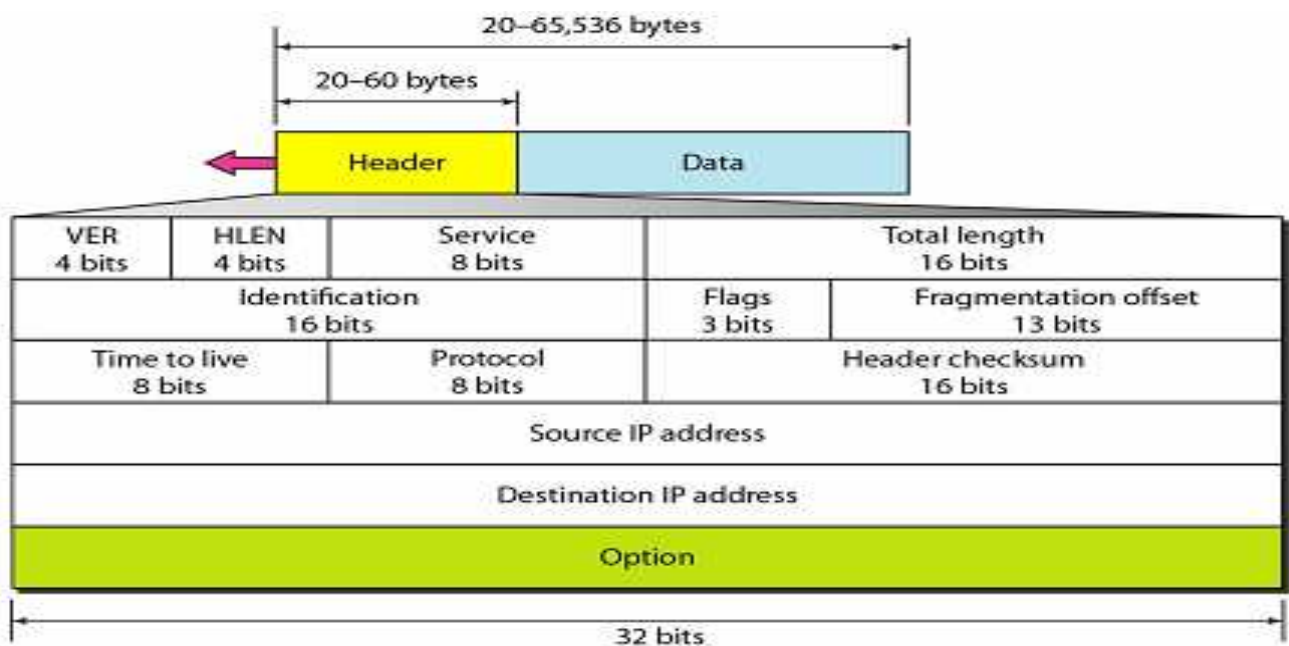 20–65,536 bytes
20–60 bytes
Header
Data
VER
4 bits
HLEN
4 bits
Service
8 bits
Total length
16 bits
Identification
16 bits
Flags
3 bits
Fragmentation offset
13 bits
Time to live
8 bits
Protocol
8 bits
Header checksum
16 bits
Source IP address
Destination IP address
Option
32 bits